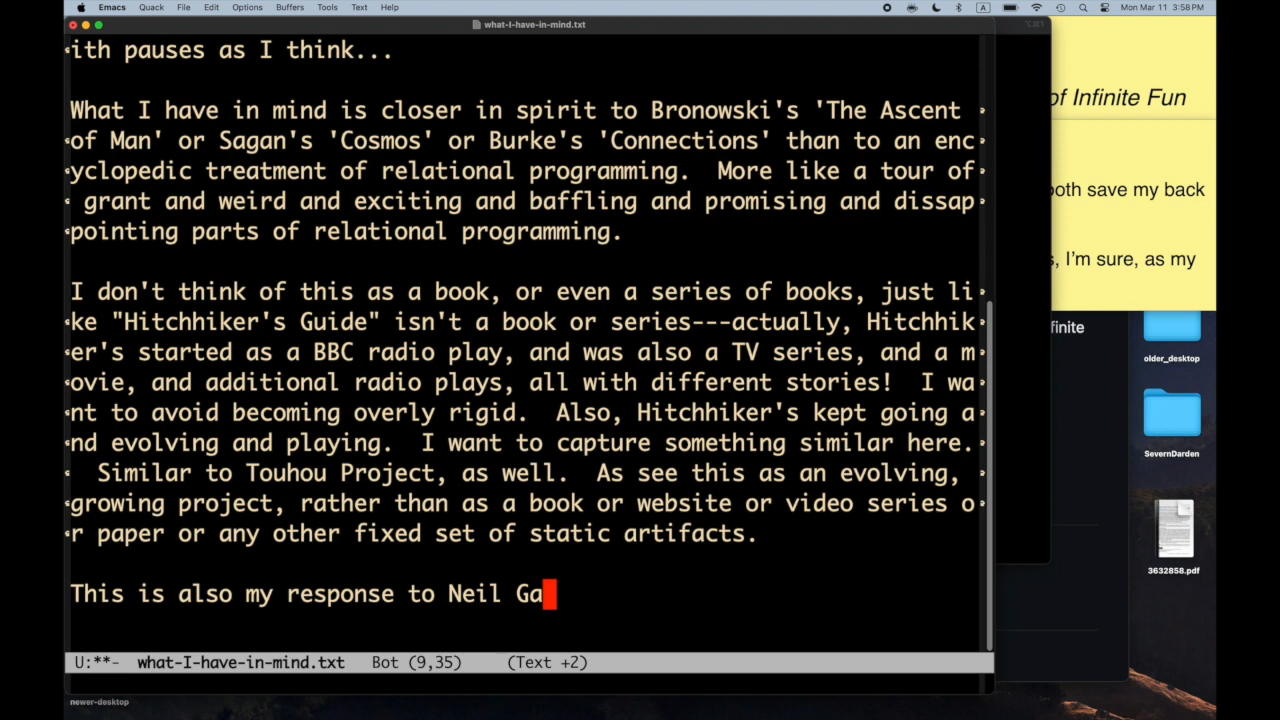 Emacs Quack File Edit Options Buffers Tools Text Help
A
Mon Mar 11 3:58 PM
what-I-have-in-mind.txt
ith pauses as I think...
What I have in mind is closer in spirit to Bronowski's 'The Ascent
of Man' or Sagan's 'Cosmos' or Burke's 'Connections' than to an enc
yclopedic treatment of relational programming.  More like a tour of
 grant and weird and exciting and baffling and promising and dissap
pointing parts of relational programming.
I don't think of this as a book, or even a series of books, just li
ke "Hitchhiker's Guide" isn't a book or series---actually, Hitchhik
er's started as a BBC radio play, and was also a TV series, and a m
ovie, and additional radio plays, all with different stories!  I wa
nt to avoid becoming overly rigid.  Also, Hitchhiker's kept going a
nd evolving and playing.  I want to capture something similar here.
  Similar to Touhou Project, as well.  As see this as an evolving,
growing project, rather than as a book or website or video series o
r paper or any other fixed set of static artifacts.
This is also my response to Neil Ga
U:**-  what-I-have-in-mind.txt   Bot (9,35)   (Text +2)
newer-desktop
of Infinite Fun
both save my back
s, I'm sure, as my
finite
older_desktop
SevernDarden
3632858.pdf